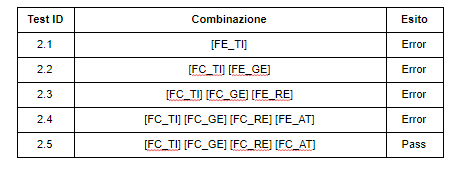 Test ID Combinazione Esito
2.1 [FE_TI] Error
2.2 [FC_TI] [FE_GE] Error
2.3 [FC_TI] [FC_GE] [FE_RE] Error
2.4 [FC_TI] [FC_GE] [FC_RE] [FE_AT] Error
2.5 [FC_TI] [FC_GE] [FC_RE] [FC_AT] Pass